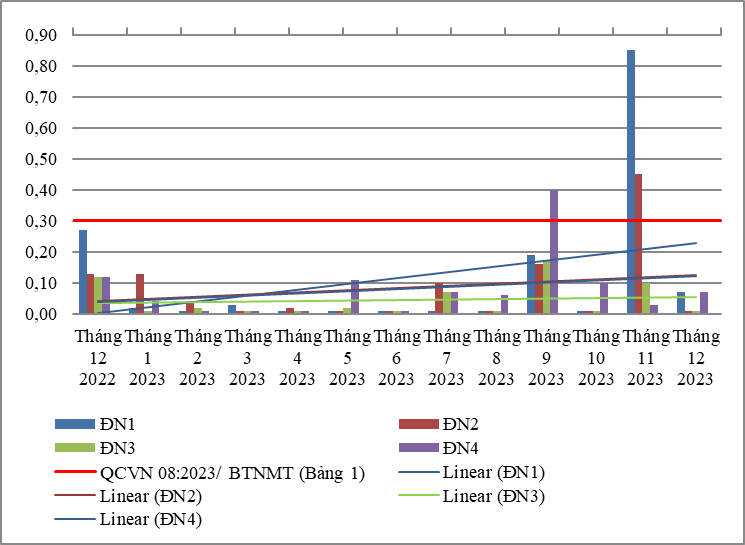 0,90
0,80
0,70
0,60
0,50
0,40
0,30
0,20
0,10
0,00
Tháng Tháng Tháng Tháng Tháng Tháng Tháng Tháng Tháng Tháng Tháng Tháng Tháng
12 1 2 3 4 5 6 7 8 9 10 11 12
2022 2023 2023 2023 2023 2023 2023 2023 2023 2023 2023 2023 2023
ĐN1 ĐN2
ĐN3 ĐN4
QCVN 08:2023/ BTNMT (Bảng 1) Linear (ĐN1)
Linear (ĐN2) Linear (ĐN3)
Linear (ĐN4)